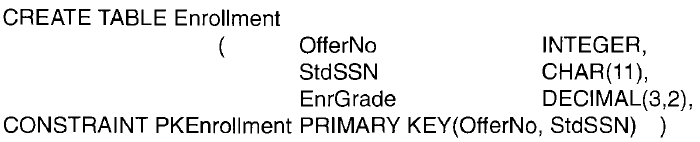 CREATE TABLE Enrollment
( OfferNo INTEGER,
StdSSN CHAR(11),
EnrGrade DECIMAL(3,2),
CONSTRAINT PKEnrollment PRIMARY KEY(OfferNo, StdSSN) )